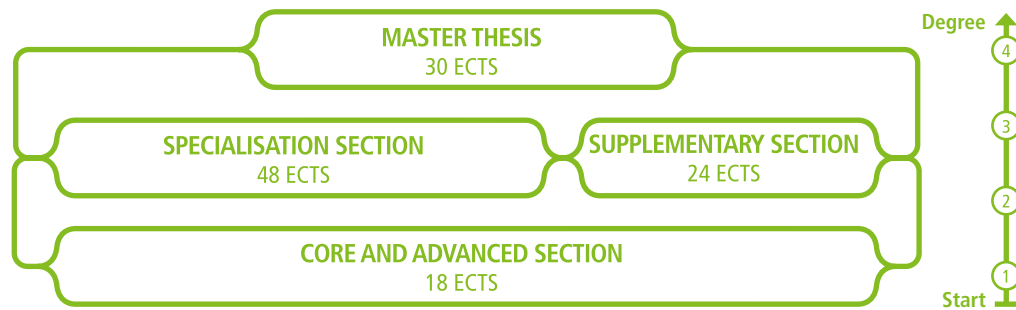 MASTER THESIS
30 ECTS
SPECIALISATION SECTION
48 ECTS
SUPPLEMENTARY SECTION
24 ECTS
CORE AND ADVANCED SECTION
18 ECTS
Degree
4
3
2
1
Start